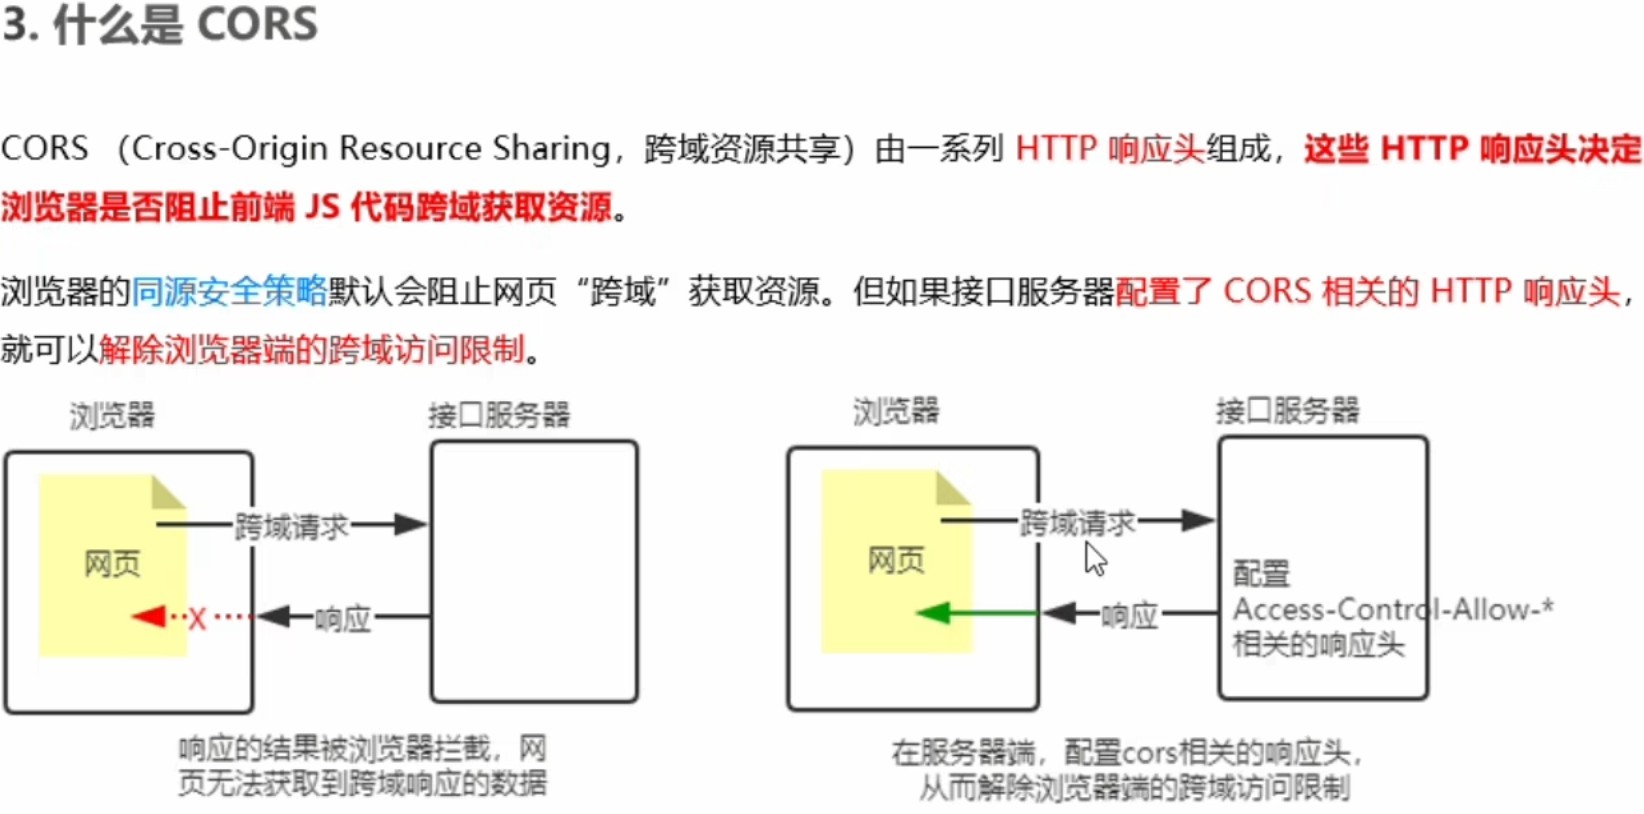 3. 什么是 CORS
CORS （Cross-Origin Resource Sharing，跨域资源共享）由一系列 HTTP 响应头组成，这些 HTTP 响应头决定
浏览器是否阻止前端 JS 代码跨域获取资源。
浏览器的同源安全策略默认会阻止网页“跨域”获取资源。但如果接口服务器配置了 CORS 相关的 HTTP 响应头，
就可以解除浏览器端的跨域访问限制。
浏览器
接口服务器
网页
跨域请求
X
响应
响应的结果被浏览器拦截，网
页无法获取到跨域响应的数据
浏览器
接口服务器
网页
跨域请求
响应
配置
Access-Control-Allow-*
相关的响应头
在服务器端，配置cors相关的响应头，
从而解除浏览器端的跨域访问限制